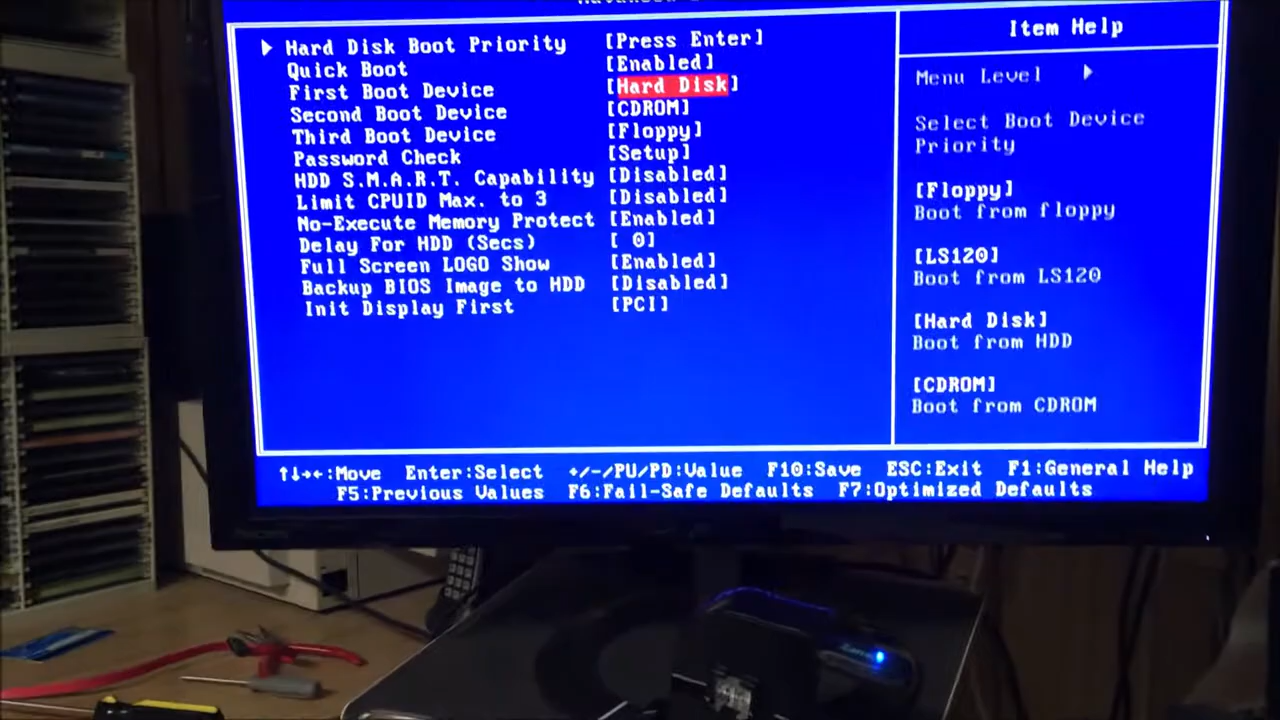 Advanced
Hard Disk Boot Priority [Press Enter]
Quick Boot [Enabled]
First Boot Device [Hard Disk]
Second Boot Device [CDROM]
Third Boot Device [Floppy]
Password Check [Setup]
HDD S.M.A.R.T. Capability [Disabled]
Limit CPUID Max. to 3 [Disabled]
No-Execute Memory Protect [Enabled]
Delay For HDD (Secs) [ 0]
Full Screen LOGO Show [Enabled]
Backup BIOS Image to HDD [Disabled]
Init Display First [PCI]
Item Help
Menu Level
Select Boot Device
Priority
[Floppy]
Boot from floppy
[LS120]
Boot from LS120
[Hard Disk]
Boot from HDD
[CDROM]
Boot from CDROM
↑↓→←:Move Enter:Select +/-/PU/PD:Value F10:Save ESC:Exit F1:General Help
F5:Previous Values F6:Fail-Safe Defaults F7:Optimized Defaults